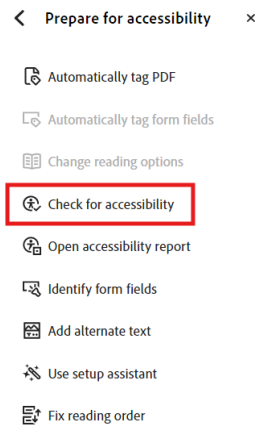 Prepare for accessibility
Automatically tag PDF
Automatically tag form fields
Change reading options
Check for accessibility
Open accessibility report
Identify form fields
Add alternate text
Use setup assistant
Fix reading order